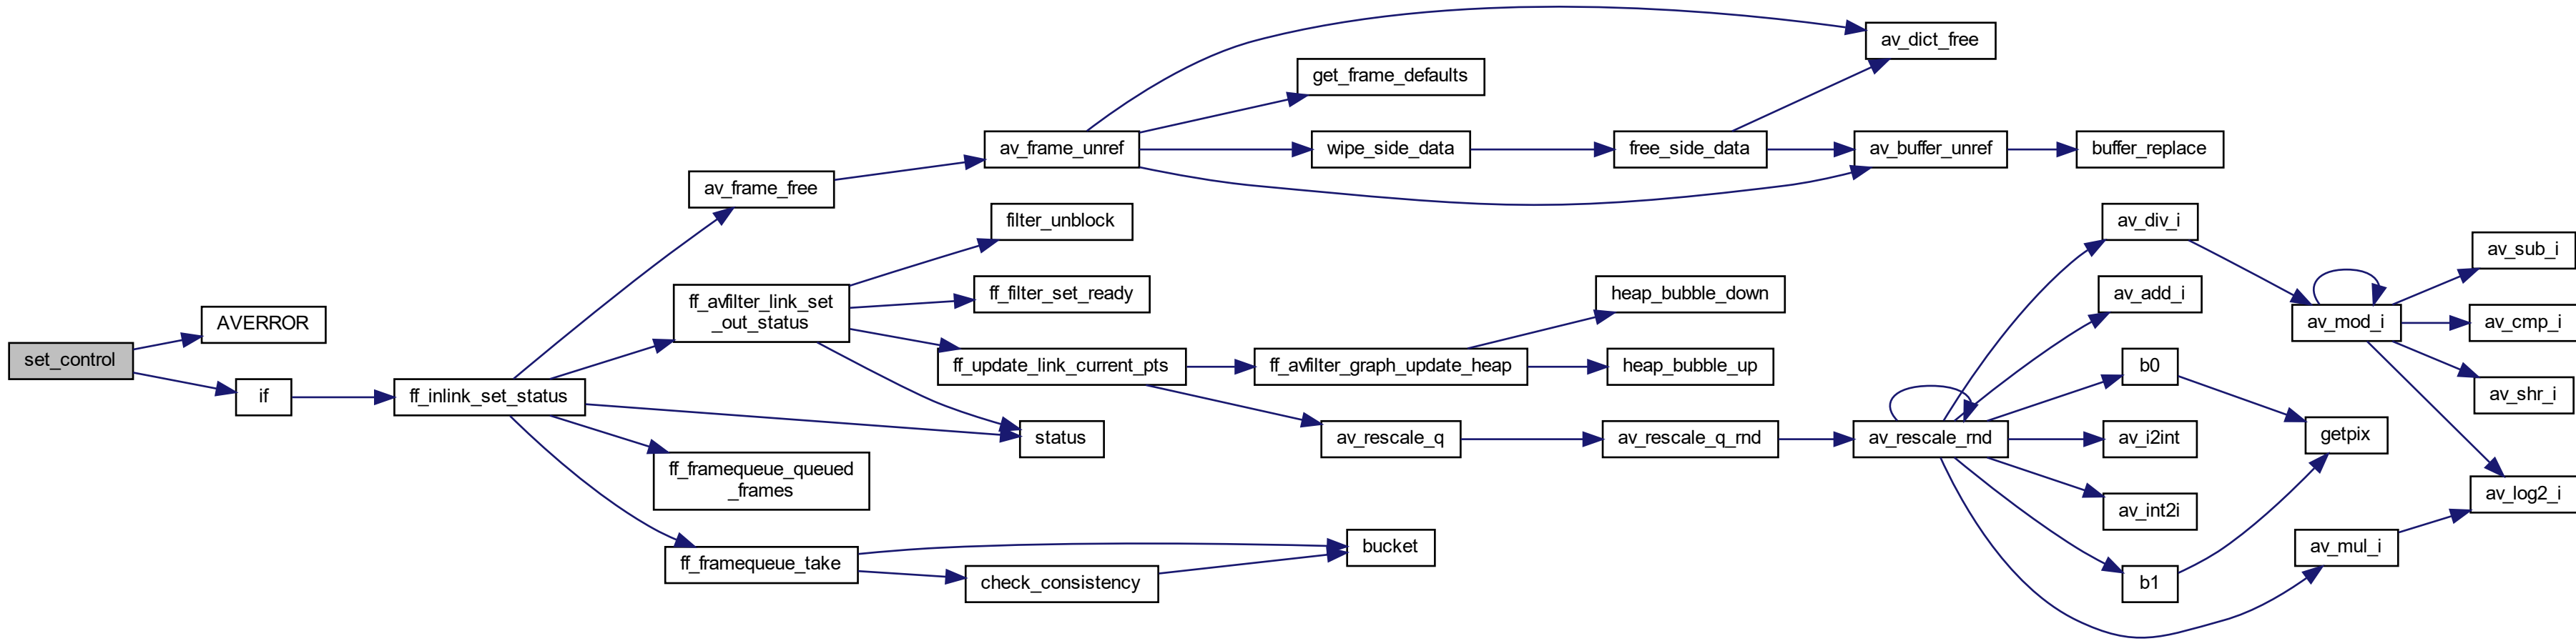 set_control
AVERROR
if
ff_inlink_set_status
av_frame_free
ff_avfilter_link_set
_out_status
ff_framequeue_queued
_frames
ff_framequeue_take
av_frame_unref
filter_unblock
ff_filter_set_ready
ff_update_link_current_pts
status
check_consistency
get_frame_defaults
wipe_side_data
ff_avfilter_graph_update_heap
av_rescale_q
bucket
free_side_data
heap_bubble_down
heap_bubble_up
av_rescale_q_rnd
av_dict_free
av_buffer_unref
av_rescale_rnd
buffer_replace
av_div_i
av_add_i
b0
av_i2int
av_int2i
b1
av_mod_i
getpix
av_mul_i
av_sub_i
av_cmp_i
av_shr_i
av_log2_i